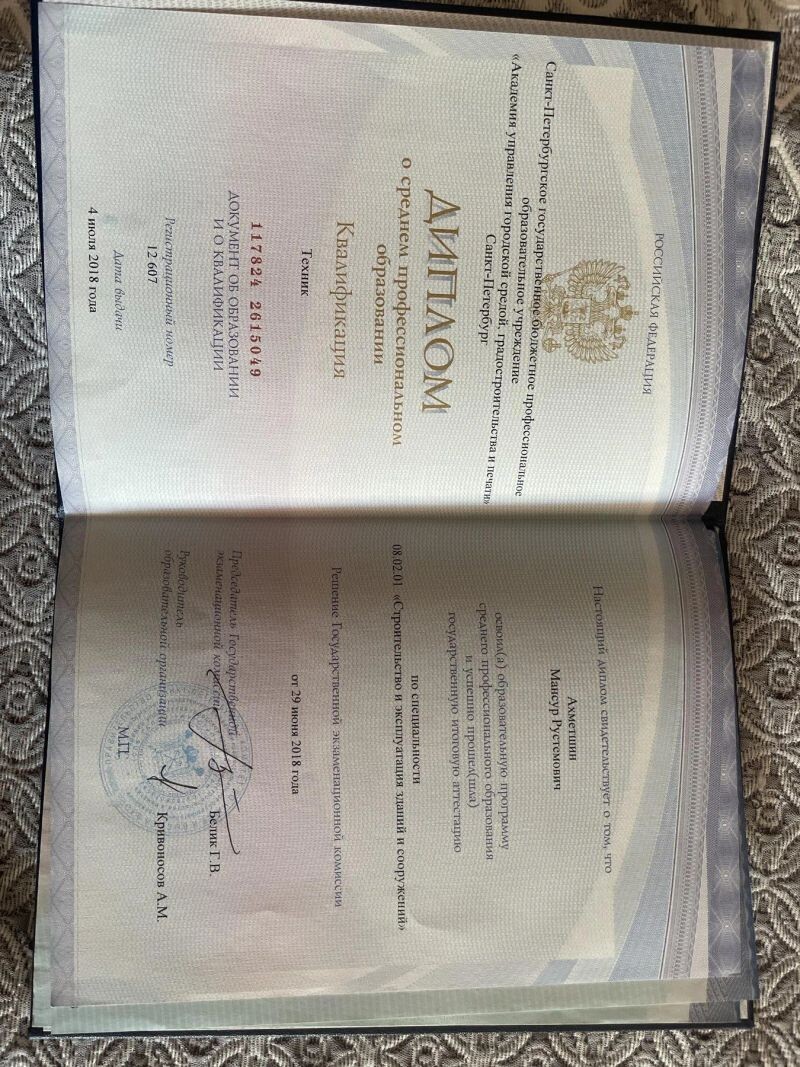 РОССИЙСКАЯ ФЕДЕРАЦИЯ
Санкт-Петербургское государственное бюджетное профессиональное
образовательное учреждение
«Академия управления городской средой, градостроительства и печати»
Санкт-Петербург
ДИПЛОМ
о среднем профессиональном
образовании
Квалификация
Техник
117824 2615049
ДОКУМЕНТ ОБ ОБРАЗОВАНИИ
И О КВАЛИФИКАЦИИ
Регистрационный номер
12 607
Дата выдачи
4 июля 2018 года
Настоящий диплом свидетельствует о том, что
Ахметшин
Мансур Рустемович
освоил(а) образовательную программу
среднего профессионального образования
и успешно прошел(шла)
государственную итоговую аттестацию
по специальности
08.02.01 «Строительство и эксплуатация зданий и сооружений»
Решение Государственной экзаменационной комиссии
от 29 июня 2018 года
Председатель Государственной
экзаменационной комиссии
Белик Г.В.
Руководитель
образовательной организации
Кривоносов А.М.
М.П.